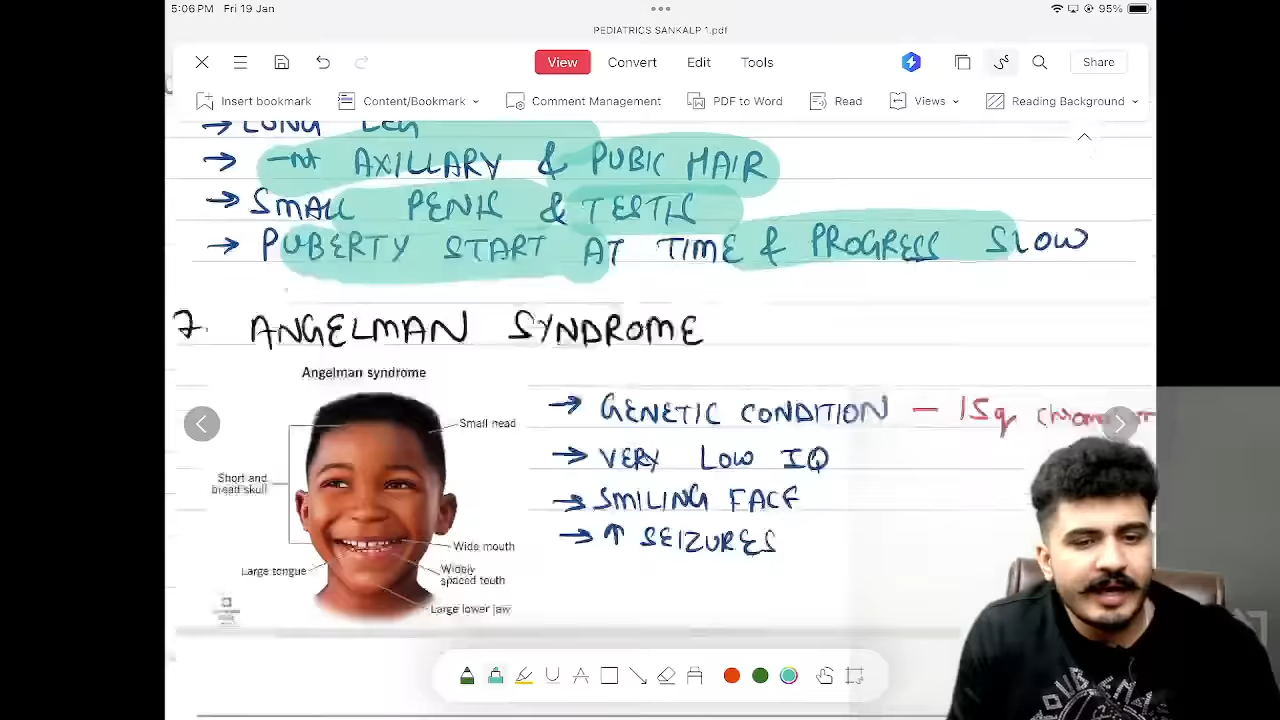 5:06 PM Fri 19 Jan
95%
PEDIATRICS SANKALP 1.pdf
View Convert Edit Tools Share
Insert bookmark Content/Bookmark Comment Management PDF to Word Read Views Reading Background
→ LONG LEG
→ AXILLARY & PUBIC HAIR
→ SMALL PENIS & TESTIS
→ PUBERTY START AT TIME & PROGRESS SLOW
7. ANGELMAN SYNDROME
Angelman syndrome
Small head
Short and
broad skull
Wide mouth
Large tongue
Widely
spaced teeth
Large lower jaw
→ GENETIC CONDITION — 15q
→ VERY LOW IQ
→ SMILING FACE
→ ↑ SEIZURES